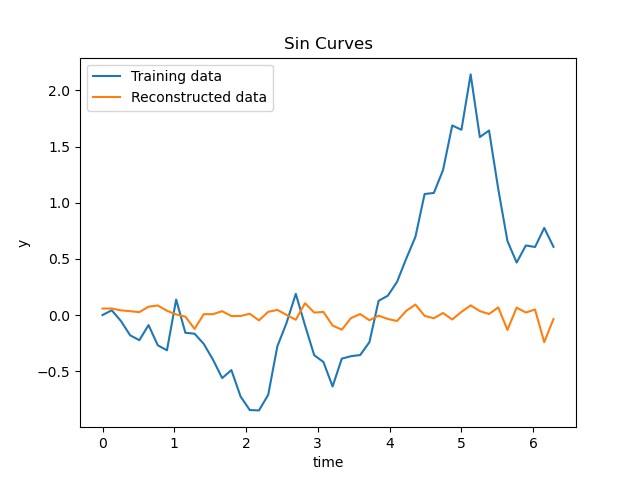 Sin Curves
Training data
Reconstructed data
2.0
1.5
1.0
0.5
0.0
−0.5
y
0 1 2 3 4 5 6
time